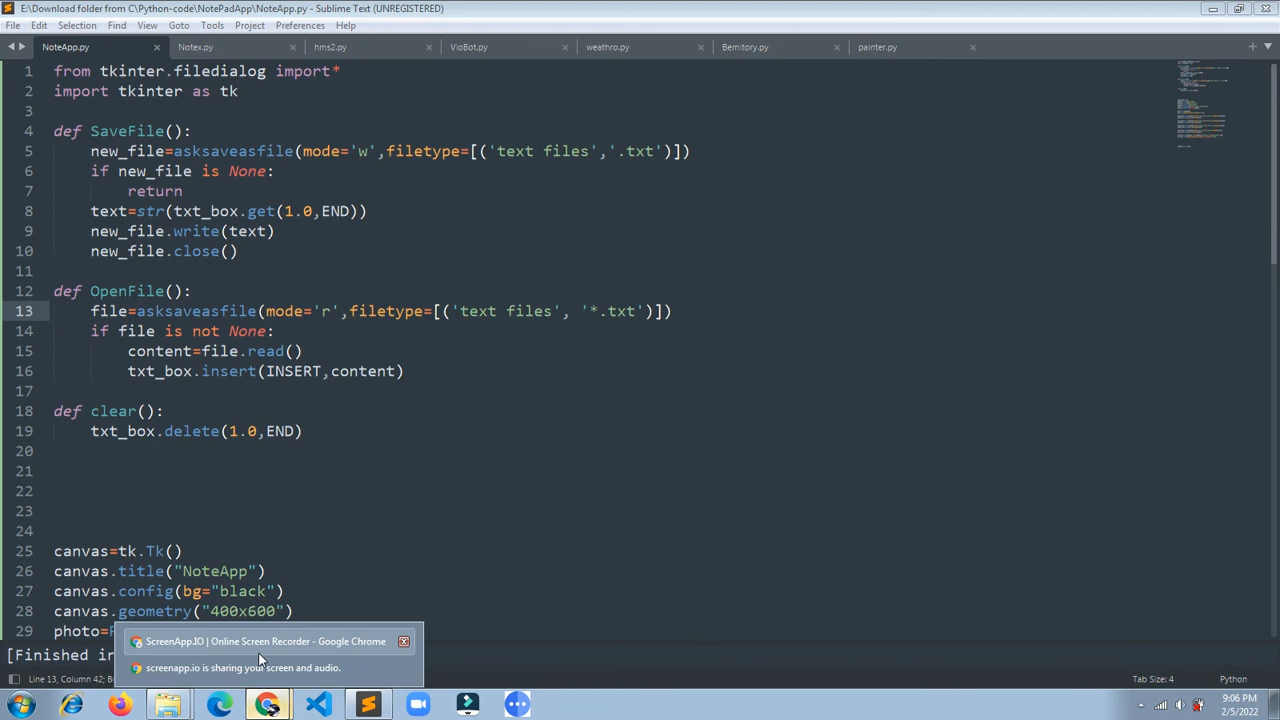 E:\Download folder from C\Python-code\NotePadApp\NoteApp.py - Sublime Text (UNREGISTERED)
File Edit Selection Find View Goto Tools Project Preferences Help
NoteApp.py Notex.py hms2.py VioBot.py weathro.py Bemitory.py painter.py
1 from tkinter.filedialog import*
2 import tkinter as tk
3
4 def SaveFile():
5 new_file=asksaveasfile(mode='w',filetype=[('text files','.txt')])
6 if new_file is None:
7 return
8 text=str(txt_box.get(1.0,END))
9 new_file.write(text)
10 new_file.close()
11
12 def OpenFile():
13 file=asksaveasfile(mode='r',filetype=[('text files', '*.txt')])
14 if file is not None:
15 content=file.read()
16 txt_box.insert(INSERT,content)
17
18 def clear():
19 txt_box.delete(1.0,END)
20
21
22
23
24
25 canvas=tk.Tk()
26 canvas.title("NoteApp")
27 canvas.config(bg="black")
28 canvas.geometry("400x600")
29 photo=
ScreenApp.IO | Online Screen Recorder - Google Chrome
[Finished in
screenapp.io is sharing your screen and audio.
Line 13, Column 42; Tab Size: 4 Python
9:06 PM
2/5/2022